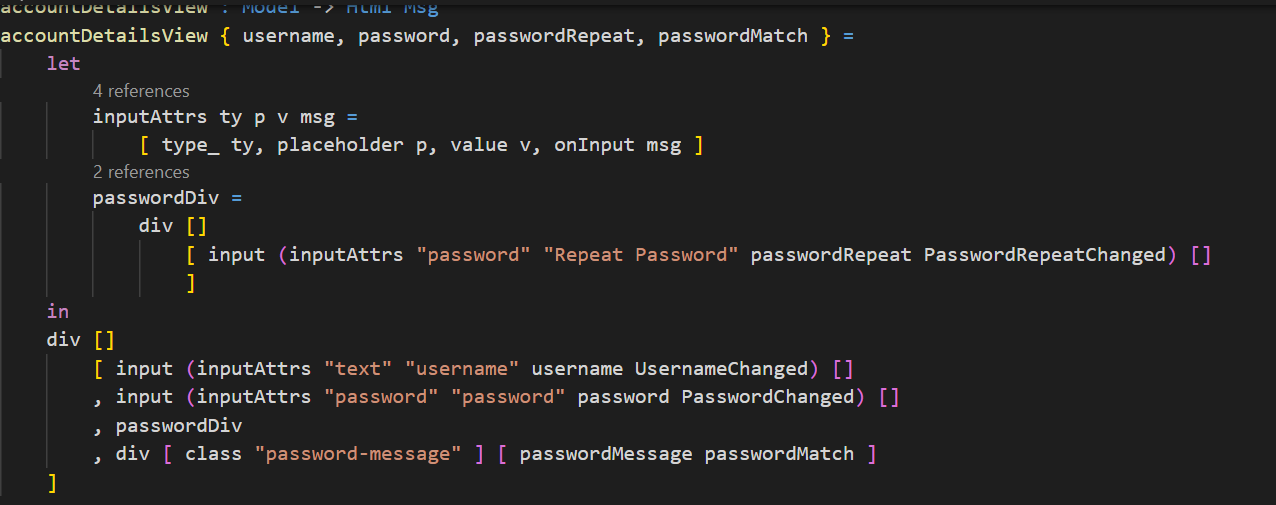 accountDetailsView : Model -> Html Msg
accountDetailsView { username, password, passwordRepeat, passwordMatch } =
    let
        4 references
        inputAttrs ty p v msg =
            [ type_ ty, placeholder p, value v, onInput msg ]
        2 references
        passwordDiv =
            div []
                [ input (inputAttrs "password" "Repeat Password" passwordRepeat PasswordRepeatChanged) []
                ]
    in
    div []
        [ input (inputAttrs "text" "username" username UsernameChanged) []
        , input (inputAttrs "password" "password" password PasswordChanged) []
        , passwordDiv
        , div [ class "password-message" ] [ passwordMessage passwordMatch ]
    ]